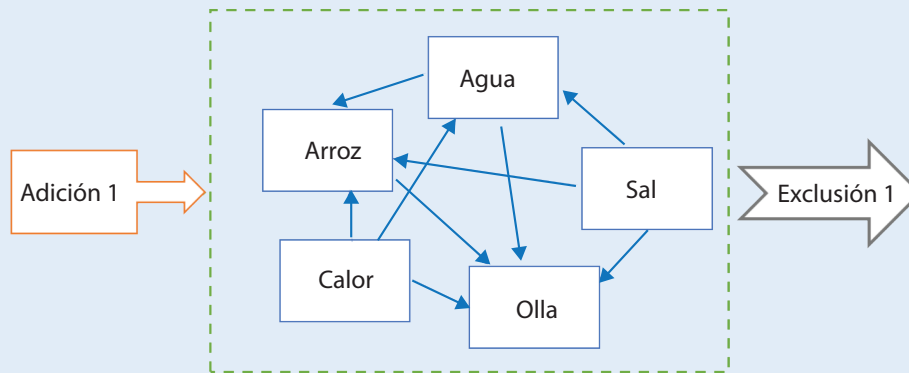 Agua
Arroz
Adición 1
Sal
Exclusión 1
Calor
Olla